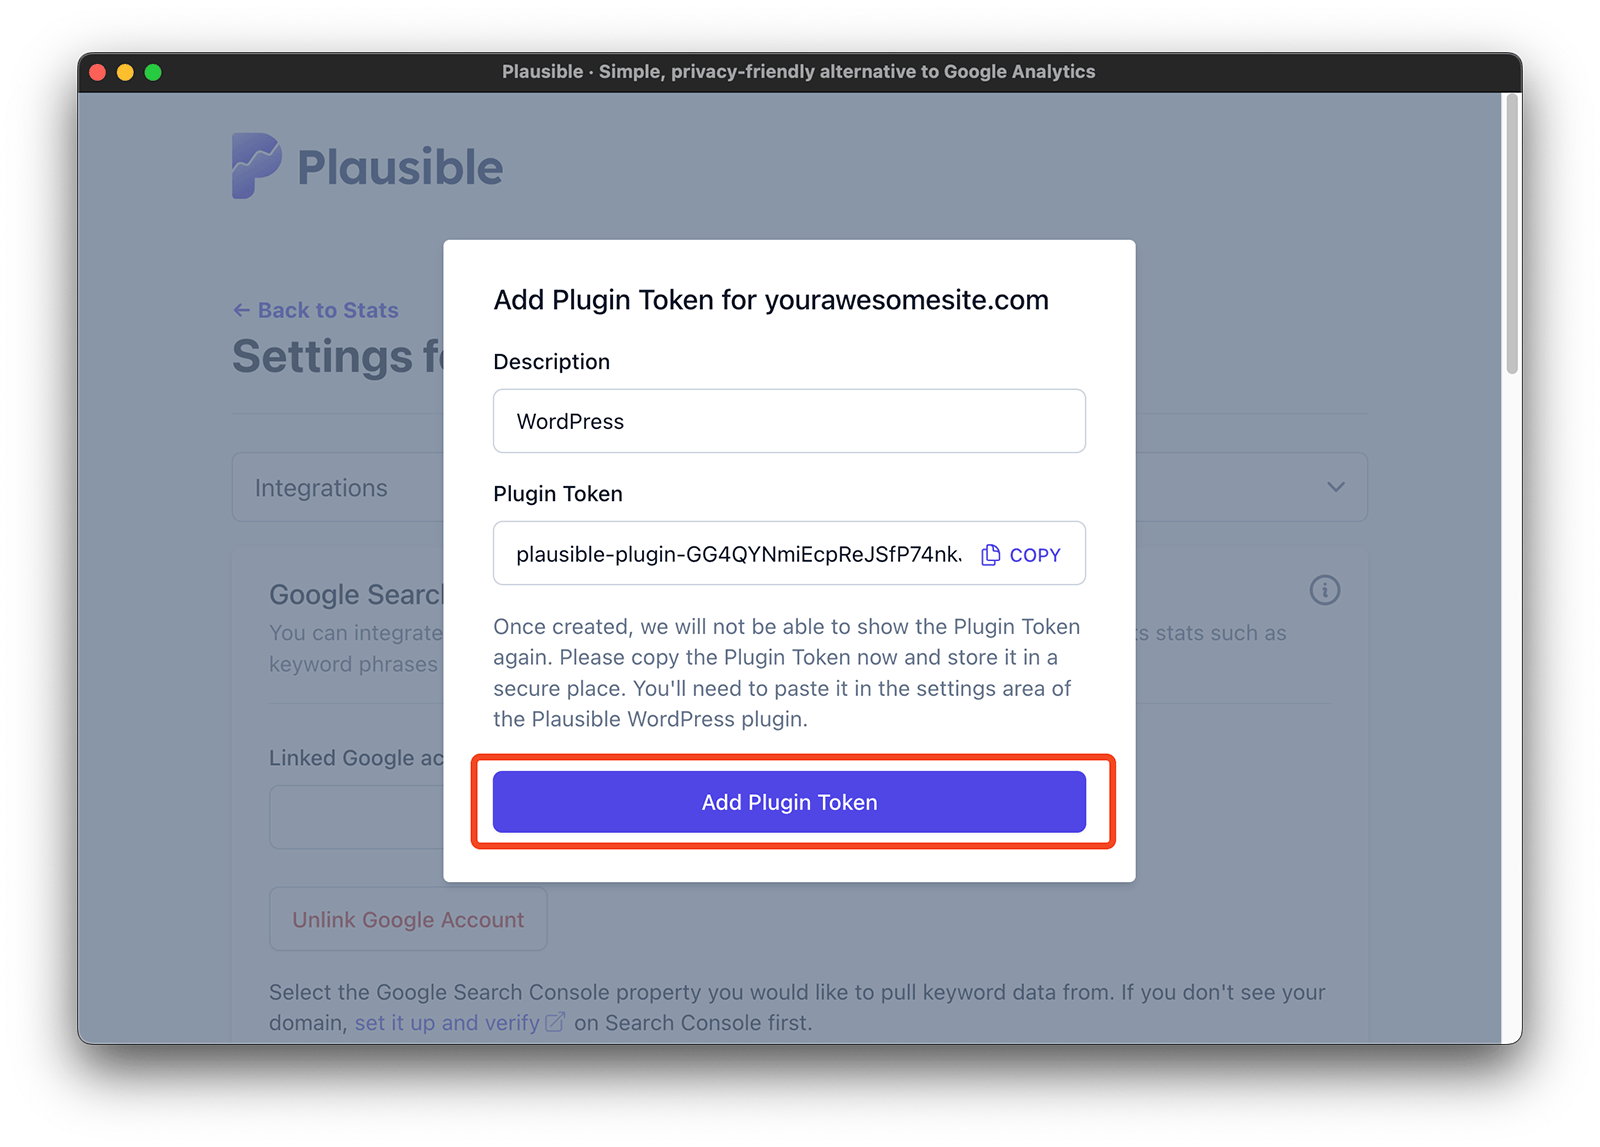 Plausible · Simple, privacy-friendly alternative to Google Analytics
Plausible
← Back to Stats
Settings
Integrations
Google
You can integrate
stats such as
keyword phrases
Linked Google
Unlink Google Account
Select the Google Search Console property you would like to pull keyword data from. If you don't see your
domain, set it up and verify on Search Console first.
Add Plugin Token for yourawesomesite.com
Description
WordPress
Plugin Token
plausible-plugin-GG4QYNmiEcpReJSfP74nk.
COPY
Once created, we will not be able to show the Plugin Token
again. Please copy the Plugin Token now and store it in a
secure place. You'll need to paste it in the settings area of
the Plausible WordPress plugin.
Add Plugin Token